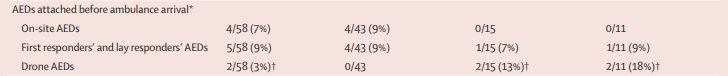 AEDs attached before ambulance arrival*
On-site AEDs 4/58 (7%) 4/43 (9%) 0/15 0/11
First responders' and lay responders' AEDs 5/58 (9%) 4/43 (9%) 1/15 (7%) 1/11 (9%)
Drone AEDs 2/58 (3%)† 0/43 2/15 (13%)† 2/11 (18%)†